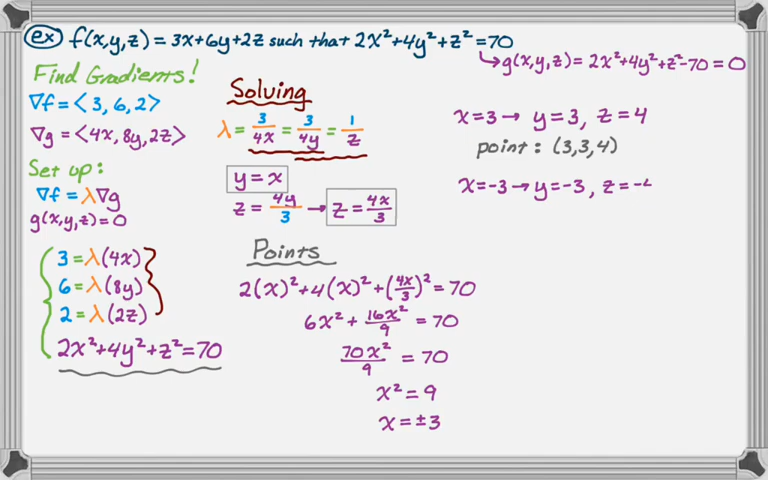 ex) f(x,y,z) = 3x+6y+2z such that 2x²+4y²+z² = 70
↳ g(x,y,z) = 2x²+4y²+z²-70 = 0
Find Gradients!
∇f = <3, 6, 2>
∇g = <4x, 8y, 2z>
Set up:
∇f = λ∇g
g(x,y,z) = 0
3 = λ(4x)
6 = λ(8y)
2 = λ(2z)
2x²+4y²+z² = 70
Solving
λ = 3/4x = 3/4y = 1/z
y = x
z = 4y/3 → z = 4x/3
Points
2(x)²+4(x)²+(4x/3)² = 70
6x² + 16x²/9 = 70
70x²/9 = 70
x² = 9
x = ±3
x=3 → y=3, z=4
point: (3,3,4)
x=-3 → y=-3, z=-4